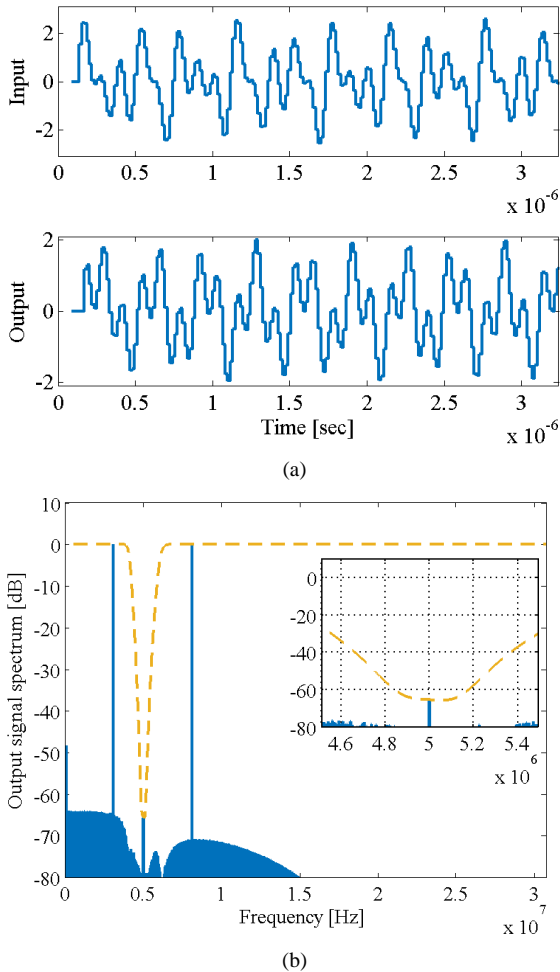 Input
2
0
-2
0 0.5 1 1.5 2 2.5 3
x 10-6
Output
2
0
-2
0 0.5 1 1.5 2 2.5 3
Time [sec]
x 10-6
(a)
Output signal spectrum [dB]
10
0
-10
-20
-30
-40
-50
-60
-70
-80
0 0.5 1 1.5 2 2.5 3
Frequency [Hz]
x 10 7
0
-20
-40
-60
-80
4.6 4.8 5 5.2 5.4
x 10 6
(b)